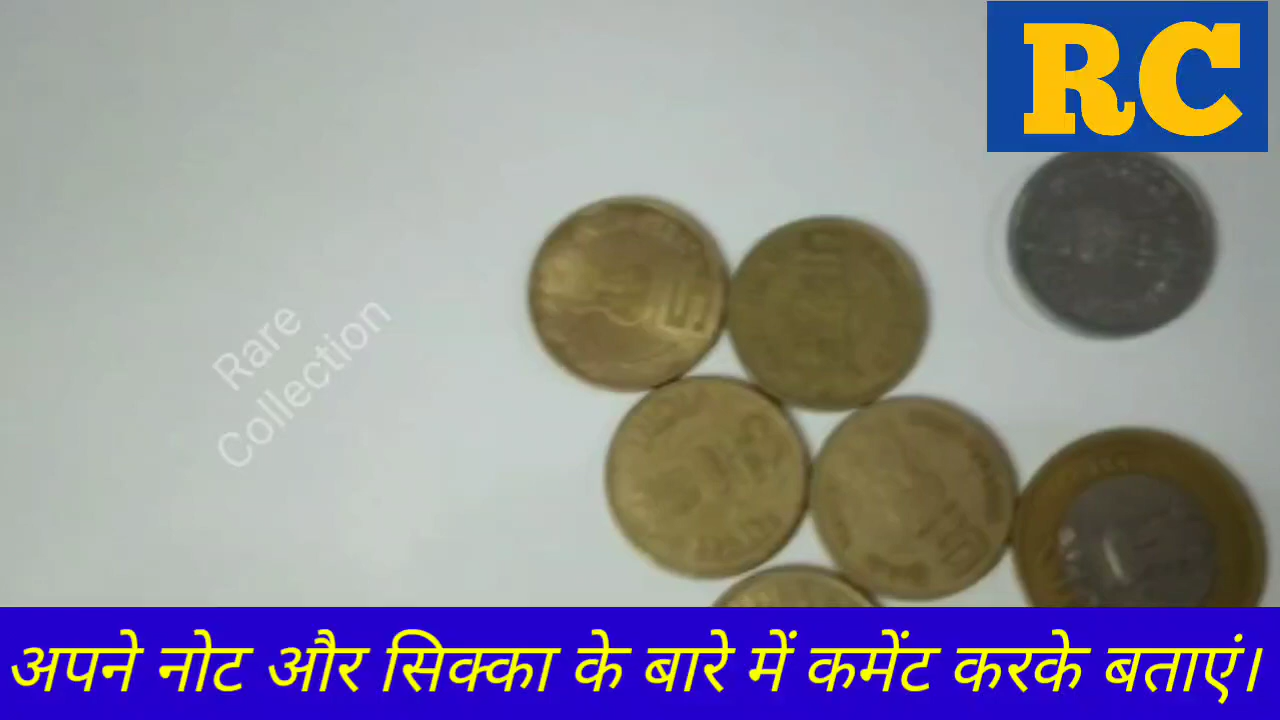 RC
Rare
Collection
अपने नोट और सिक्का के बारे में कमेंट करके बताएं।